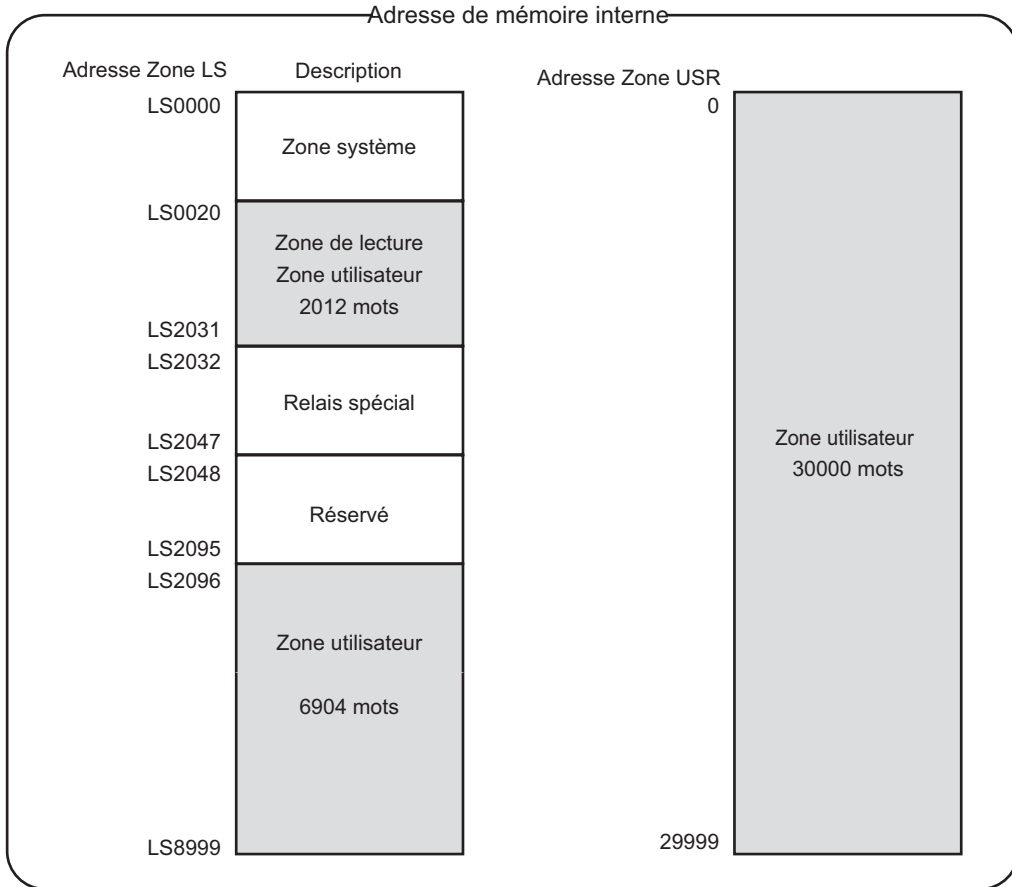 Adresse de mémoire interne
Adresse Zone LS
Description
LS0000
Zone système
LS0020
Zone de lecture
Zone utilisateur
2012 mots
LS2031
LS2032
Relais spécial
LS2047
LS2048
Réservé
LS2095
LS2096
Zone utilisateur
6904 mots
LS8999
Adresse Zone USR
0
Zone utilisateur
30000 mots
29999